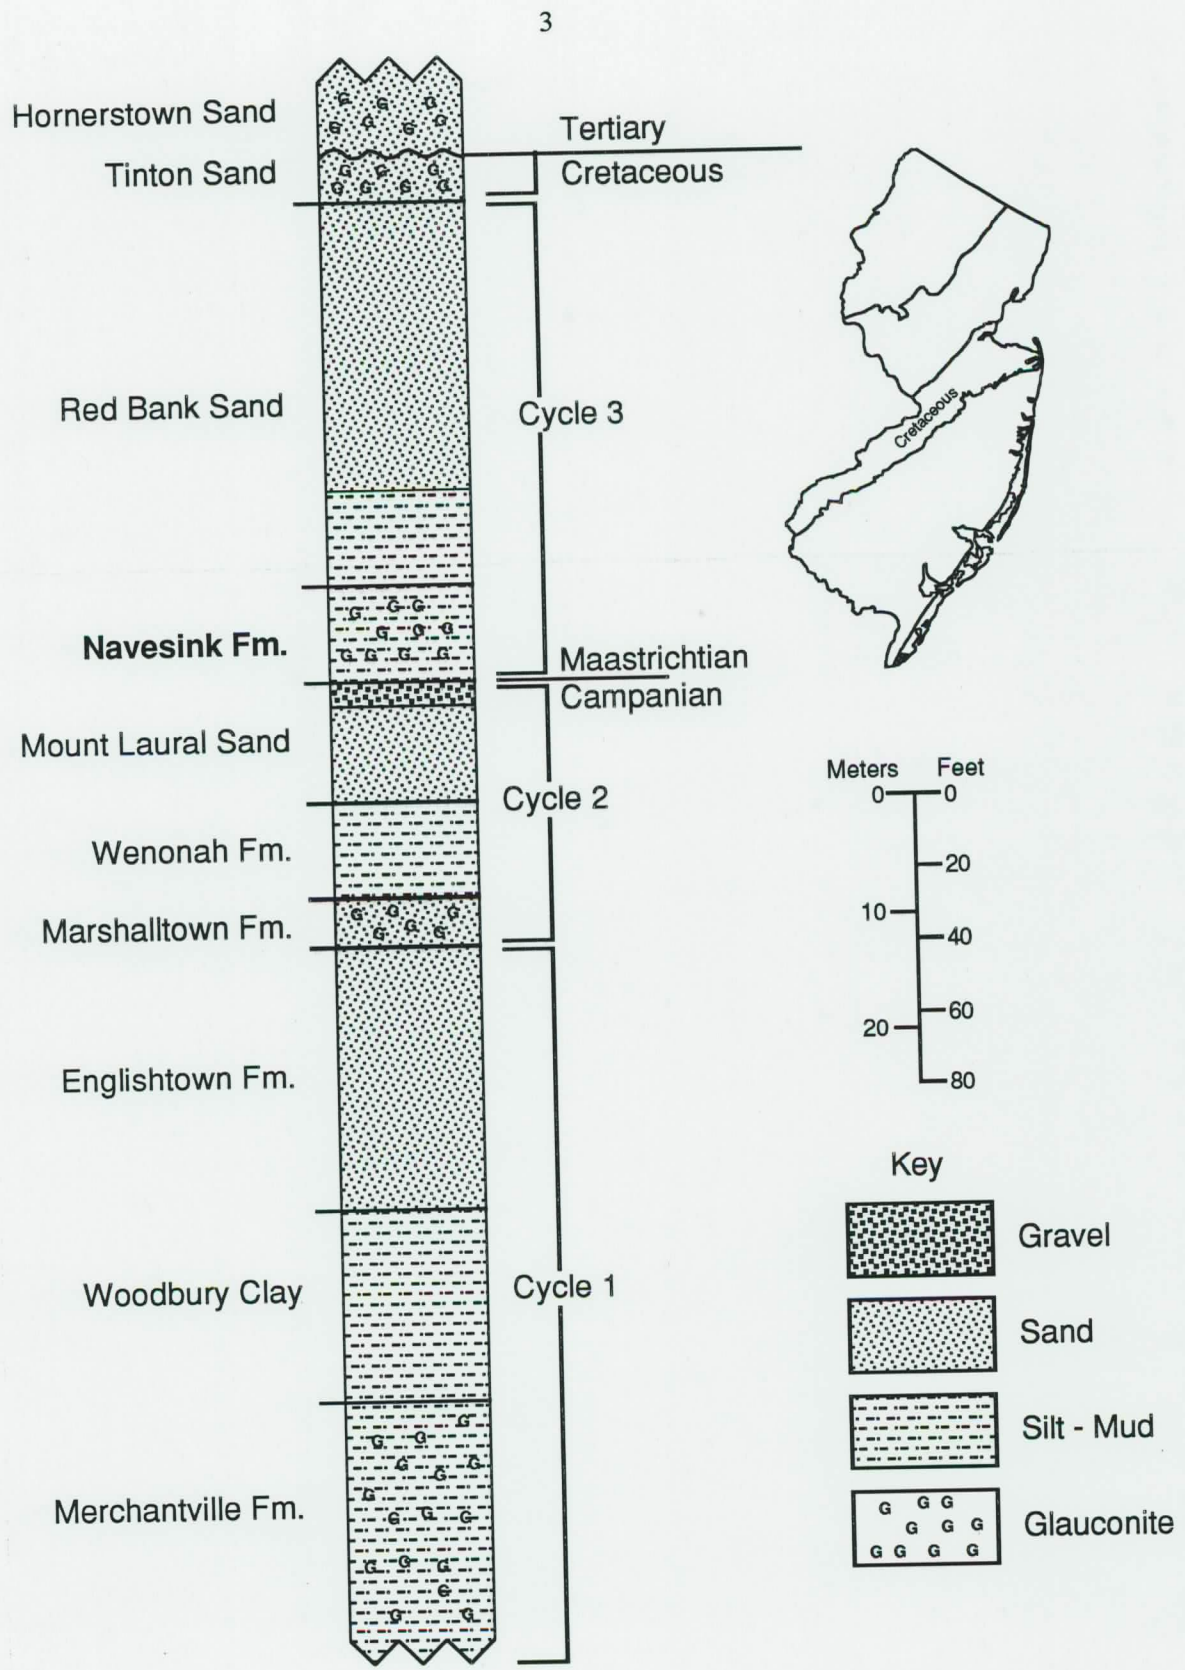 3
Hornerstown Sand
Tertiary
Tinton Sand
Cretaceous
Red Bank Sand
Cycle 3
Cretaceous
Navesink Fm.
Maastrichtian
Campanian
Mount Laural Sand
Cycle 2
Meters Feet
0 0
20
10
40
60
20
80
Wenonah Fm.
Marshalltown Fm.
Englishtown Fm.
Woodbury Clay
Cycle 1
Merchantville Fm.
Key
Gravel
Sand
Silt - Mud
Glauconite
G G G
G G G
G G G G